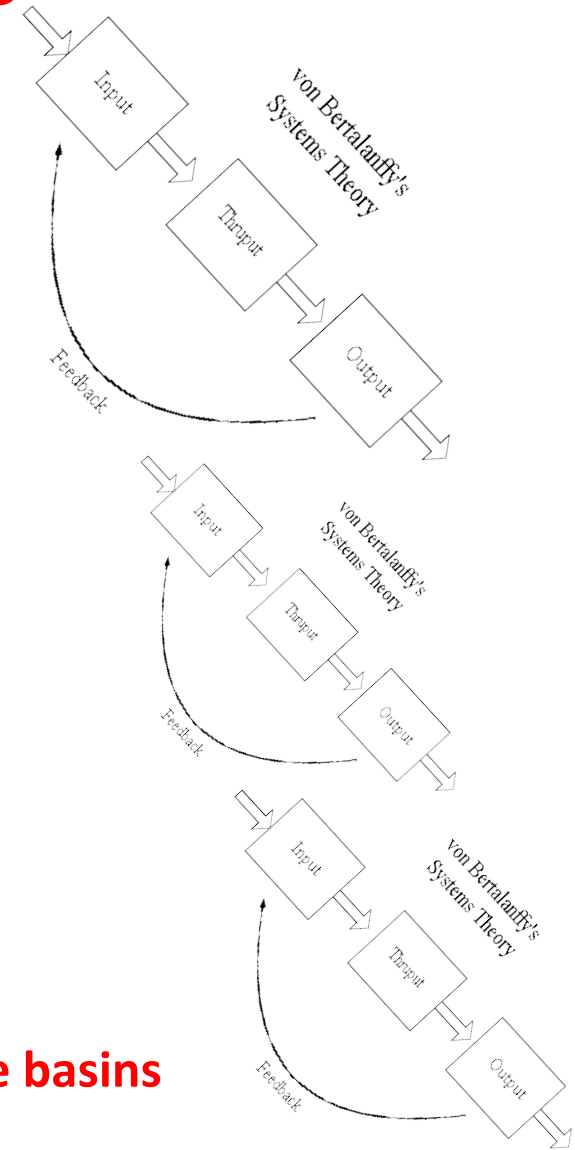 Input
von Bertalanffy's
Systems Theory
Thruput
Output
Feedback
Input
von Bertalanffy's
Systems Theory
Thruput
Output
Feedback
Input
von Bertalanffy's
Systems Theory
Thruput
Output
Feedback
e basins